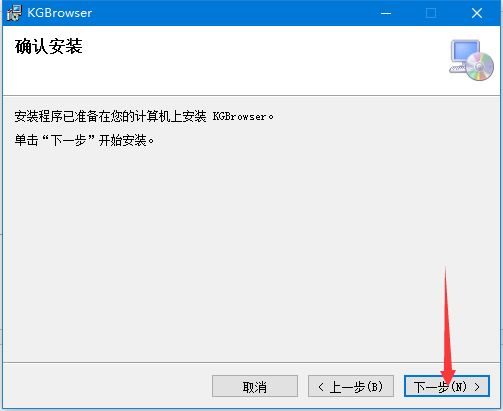 KGBrowser
确认安装
安装程序已准备在您的计算机上安装 KGBrowser。
单击“下一步”开始安装。
取消
< 上一步(B)
下一步(N) >